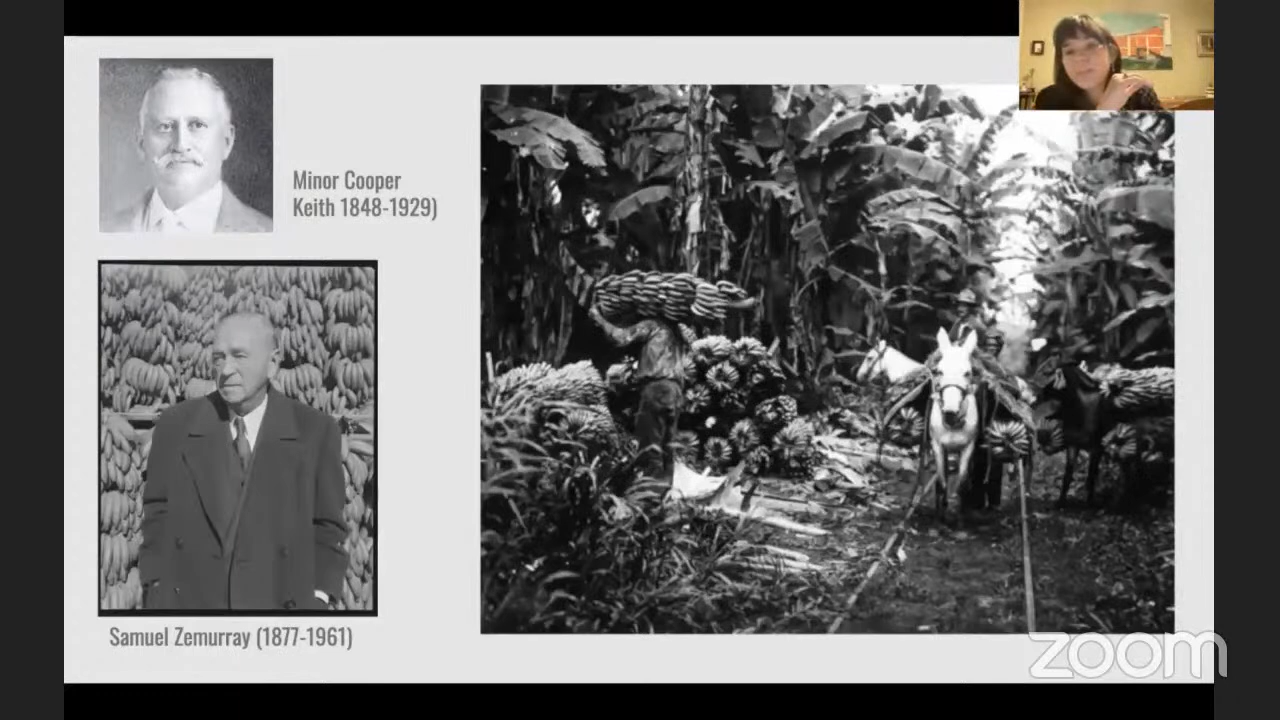 Minor Cooper
Keith 1848-1929)
Samuel Zemurray (1877-1961)
zoom